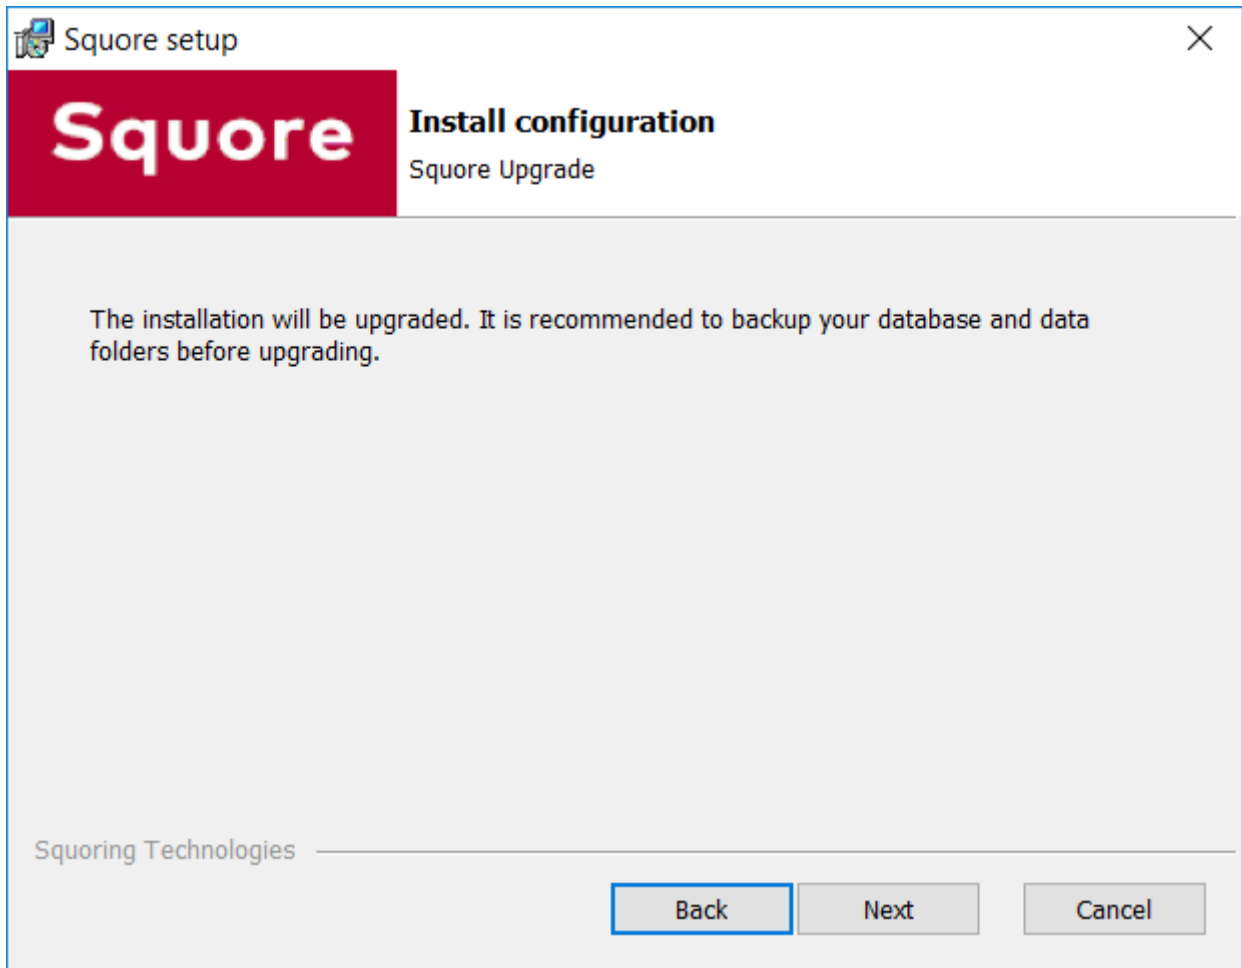 Squore setup
Squore
Install configuration
Squore Upgrade
The installation will be upgraded. It is recommended to backup your database and data
folders before upgrading.
Squoring Technologies
Back Next Cancel